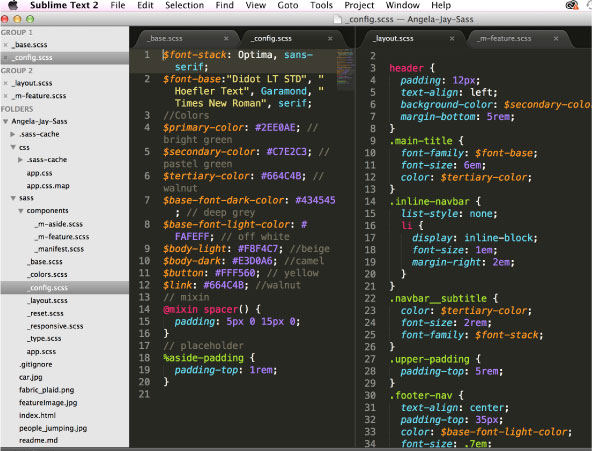 Sublime Text 2 File Edit Selection Find View Goto Tools Project Window Help
_config.scss — Angela-Jay-Sass
GROUP 1
_base.scss
_config.scss
GROUP 2
_layout.scss
_m-feature.scss
FOLDERS
Angela-Jay-Sass
.sass-cache
css
.sass-cache
app.css
app.css.map
sass
components
_m-aside.scss
_m-feature.scss
_manifest.scss
_base.scss
_colors.scss
_config.scss
_layout.scss
_reset.scss
_responsive.scss
_type.scss
app.scss
.gitignore
car.jpg
fabric_plaid.png
featureImage.jpg
index.html
people_jumping.jpg
readme.md
_base.scss
_config.scss
1 $font-stack: Optima, sans-
serif;
2 $font-base:"Didot LT STD", "
Hoefler Text", Garamond, "
Times New Roman", serif;
3 //Colors
4 $primary-color: #2EE0AE; //
bright green
5 $secondary-color: #C7E2C3; //
pastel green
6 $tertiary-color: #664C4B; //
walnut
7 $base-font-dark-color: #434545
; // deep grey
8 $base-font-light-color: #
FAFEFF; // off white
9 $body-light: #F8F4C7; //beige
10 $body-dark: #E3D0A6; //camel
11 $button: #FFF560; // yellow
12 $link: #664C4B; //walnut
13 // mixin
14 @mixin spacer() {
15 padding: 5px 0 15px 0;
16 }
17 // placeholder
18 %aside-padding {
19 padding-top: 1rem;
20 }
21
_layout.scss
_m-feature.scss
2
3 header {
4 padding: 12px;
5 text-align: left;
6 background-color: $secondary-colo
7 margin-bottom: 5rem;
8 }
9 .main-title {
10 font-family: $font-base;
11 font-size: 6em;
12 color: $tertiary-color;
13 }
14 .inline-navbar {
15 list-style: none;
16 li {
17 display: inline-block;
18 font-size: 1em;
19 margin-right: 2em;
20 }
21 }
22 .navbar__subtitle {
23 color: $tertiary-color;
24 font-size: 2rem;
25 font-family: $font-stack;
26 }
27 .upper-padding {
28 padding-top: 5rem;
29 }
30 .footer-nav {
31 text-align: center;
32 padding-top: 35px;
33 color: $base-font-light-color;
34 font-size: .7em;